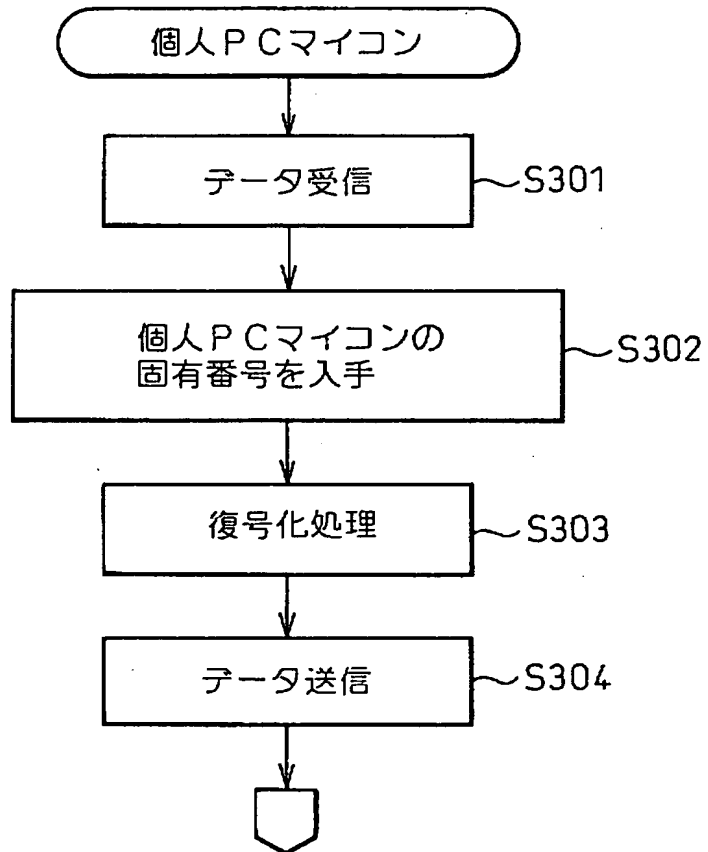 個人PCマイコン
データ受信
S301
個人PCマイコンの
固有番号を入手
S302
復号化処理
S303
データ送信
S304